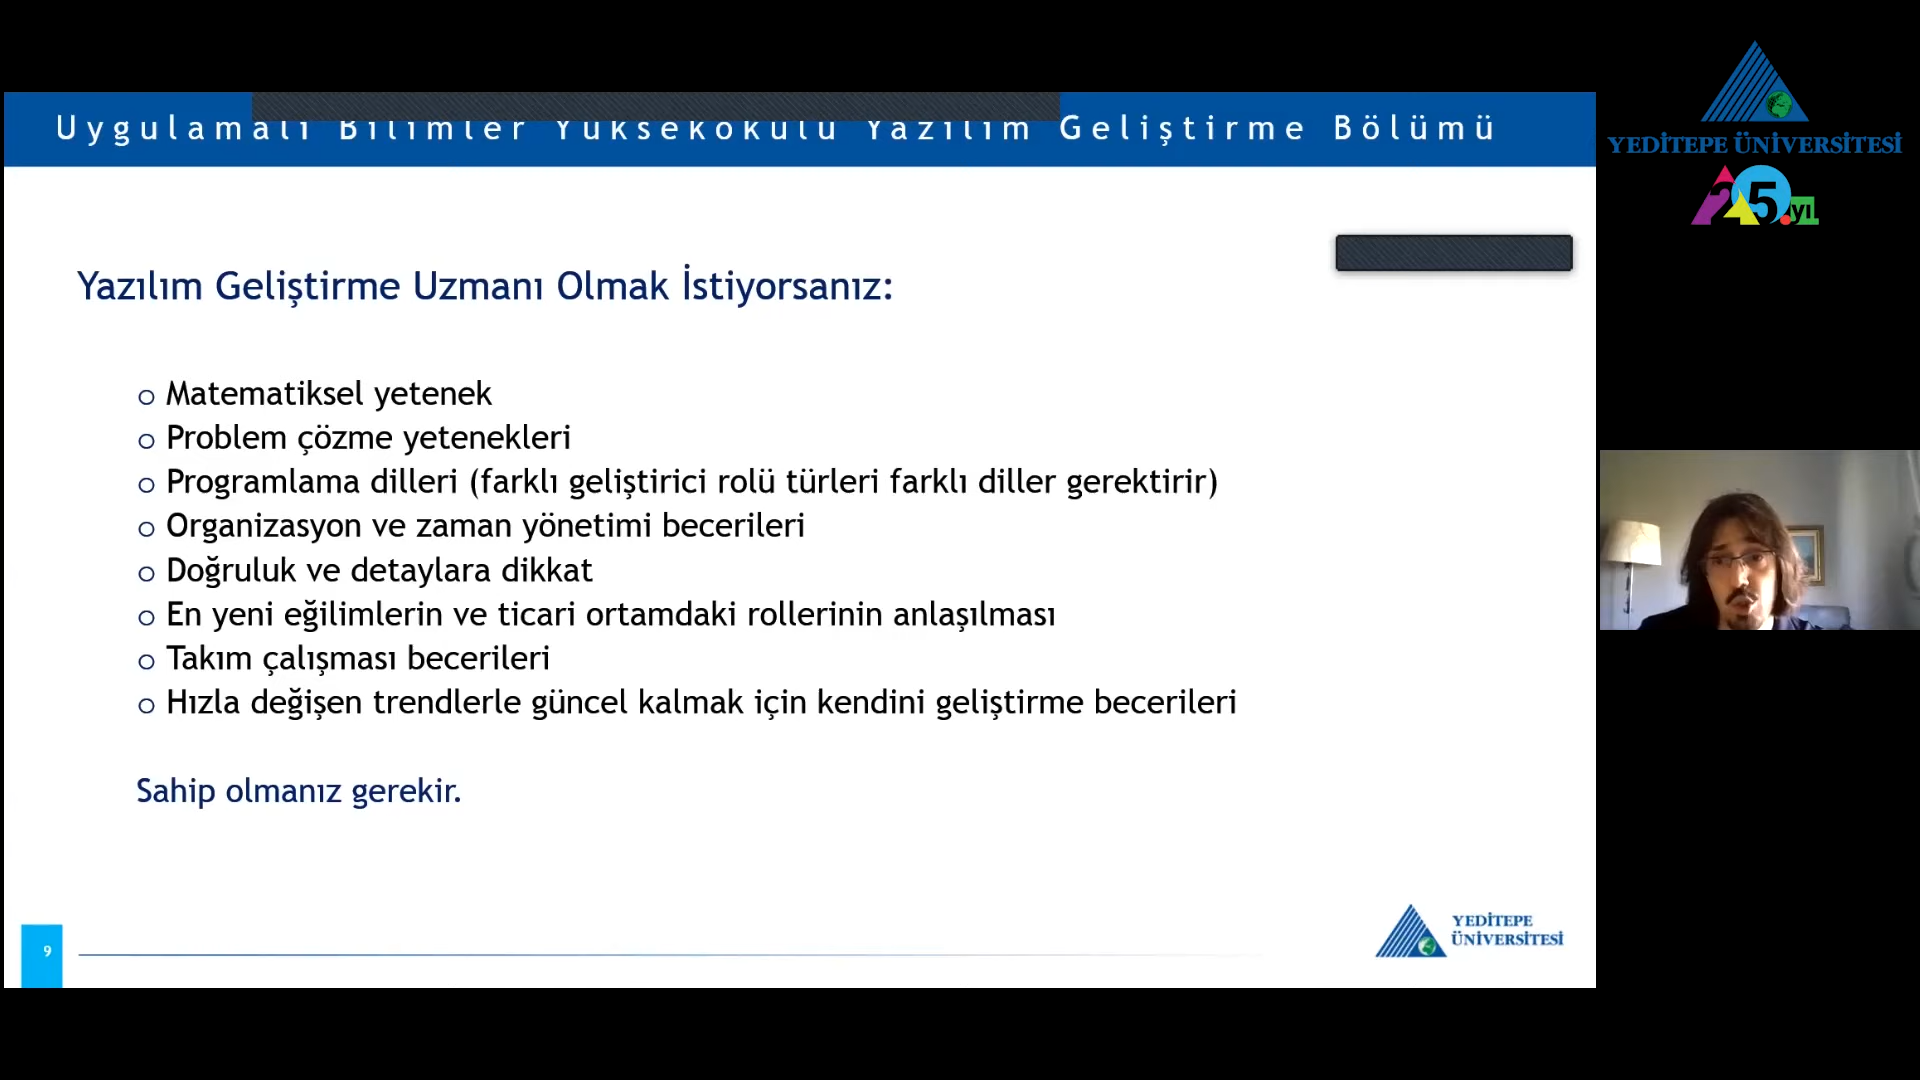 Uygulamalı Bilimler Yüksekokulu Yazılım Geliştirme Bölümü
YEDİTEPE ÜNİVERSİTESİ
25.yıl
Yazılım Geliştirme Uzmanı Olmak İstiyorsanız:
o Matematiksel yetenek
o Problem çözme yetenekleri
o Programlama dilleri (farklı geliştirici rolü türleri farklı diller gerektirir)
o Organizasyon ve zaman yönetimi becerileri
o Doğruluk ve detaylara dikkat
o En yeni eğilimlerin ve ticari ortamdaki rollerinin anlaşılması
o Takım çalışması becerileri
o Hızla değişen trendlerle güncel kalmak için kendini geliştirme becerileri
Sahip olmanız gerekir.
9
YEDİTEPE
ÜNİVERSİTESİ